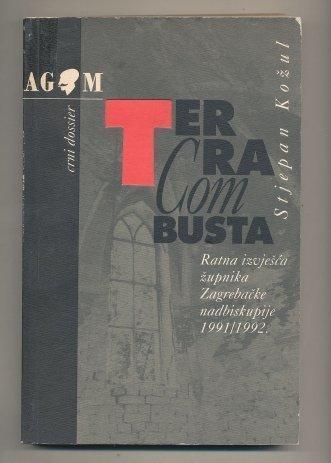 AGM
crni dossier
Stjepan Kožul
TER
RA
Com
BUSTA
Ratna izvješća
župnika
Zagrebačke
nadbiskupije
1991/1992.